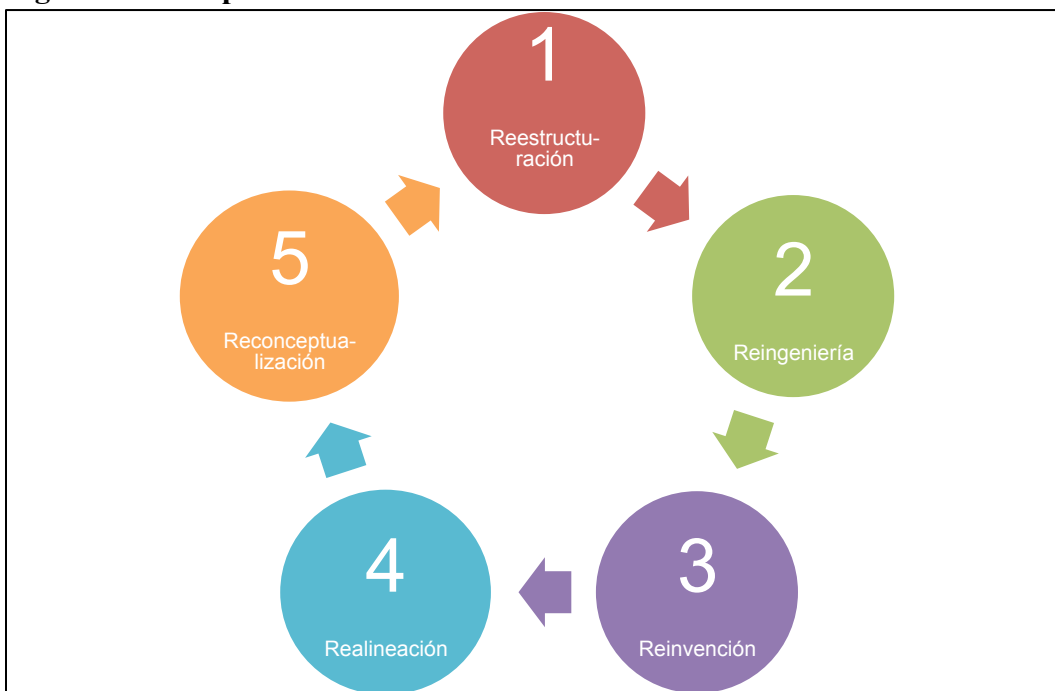 1
Reestructu-
ración
2
Reingeniería
3
Reinvención
4
Realineación
5
Reconceptua-
lización